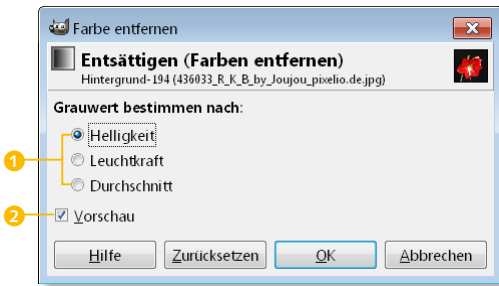 Farbe entfernen
Entsättigen (Farben entfernen)
Hintergrund-194 (436033_R_K_B_by_Joujou_pixelio.de.jpg)
Grauwert bestimmen nach:
Helligkeit
1 Leuchtkraft
Durchschnitt
2 Vorschau
Hilfe Zurücksetzen OK Abbrechen